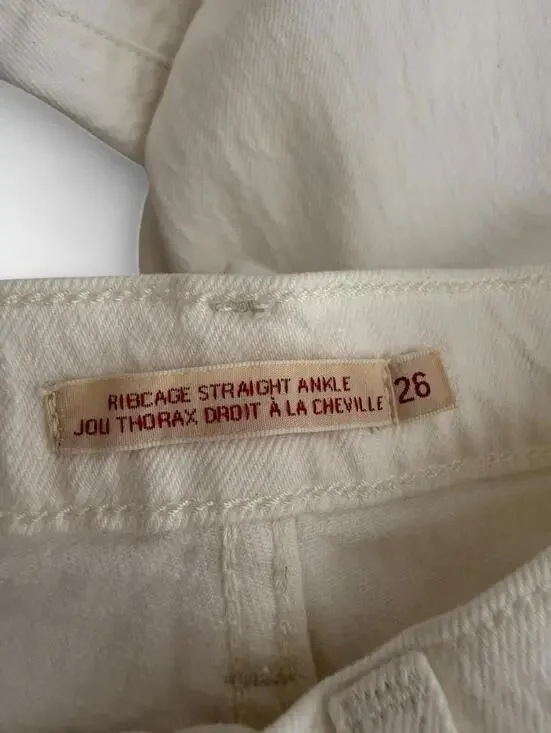 RIBCAGE STRAIGHT ANKLE
JOU THORAX DROIT À LA CHEVILLE
26